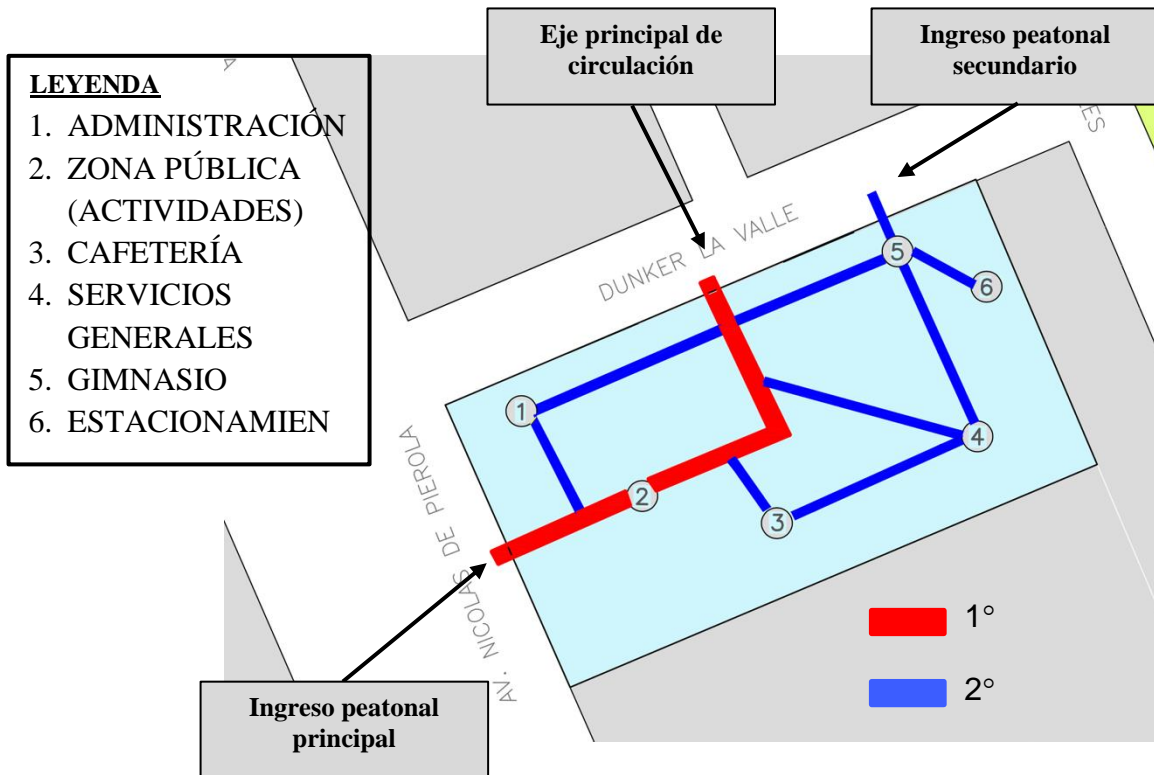 Eje principal de
circulación
Ingreso peatonal
secundario
LEYENDA
1. ADMINISTRACIÓN
2. ZONA PÚBLICA
(ACTIVIDADES)
3. CAFETERÍA
4. SERVICIOS
GENERALES
5. GIMNASIO
6. ESTACIONAMIEN
A
ES
DUNKER LA VALLE
5
6
1
4
2
3
AV. NICOLAS DE PIEROLA
1°
2°
Ingreso peatonal
principal